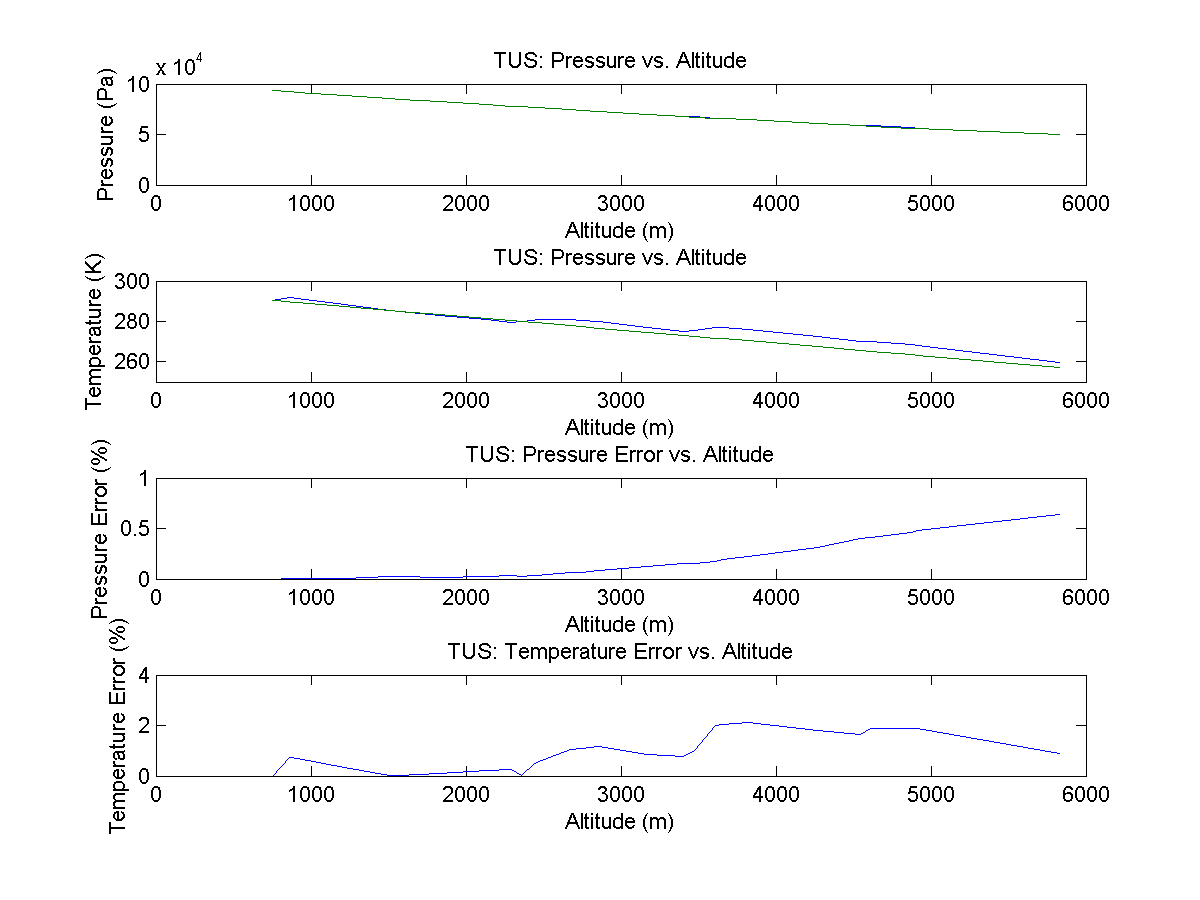 TUS: Pressure vs. Altitude
x 10^4
Pressure (Pa)
10
5
0
0 1000 2000 3000 4000 5000 6000
Altitude (m)
TUS: Pressure vs. Altitude
Temperature (K)
300
280
260
0 1000 2000 3000 4000 5000 6000
Altitude (m)
TUS: Pressure Error vs. Altitude
Pressure Error (%)
1
0.5
0
0 1000 2000 3000 4000 5000 6000
Altitude (m)
TUS: Temperature Error vs. Altitude
Temperature Error (%)
4
2
0
0 1000 2000 3000 4000 5000 6000
Altitude (m)